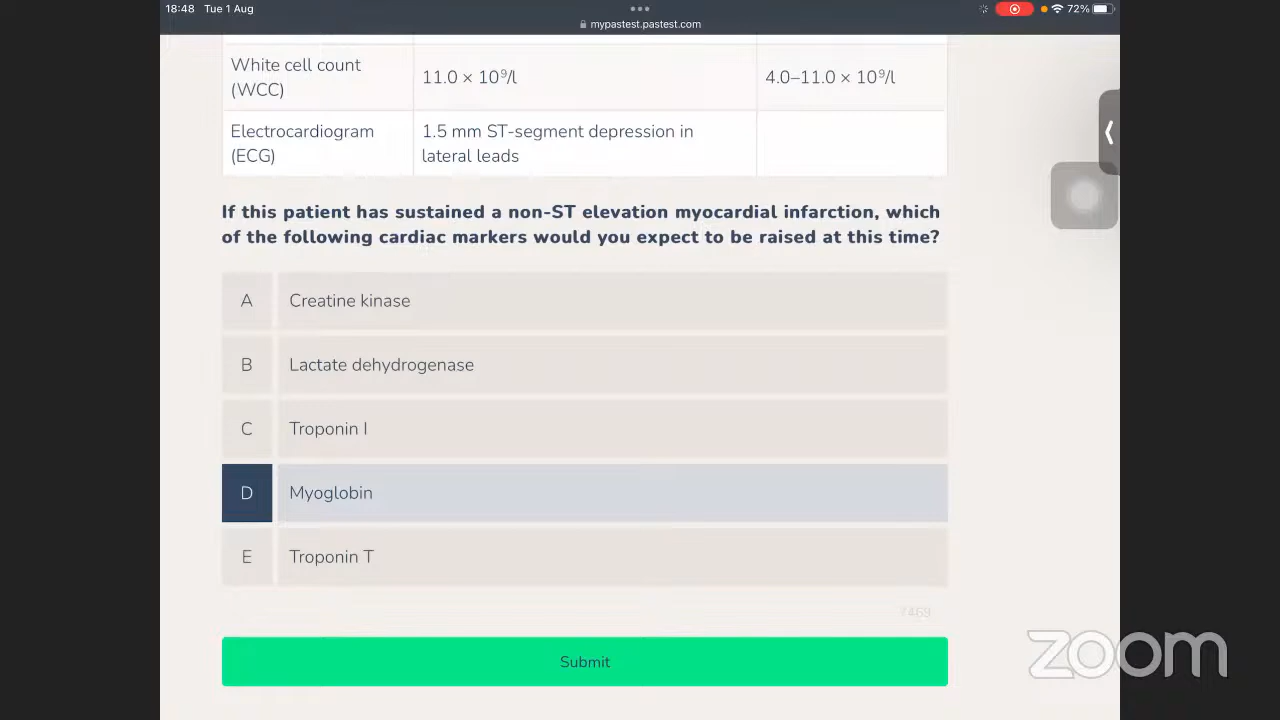 18:48 Tue 1 Aug
72%
mypastest.pastest.com
White cell count
(WCC)
11.0 × 10⁹/l
4.0–11.0 × 10⁹/l
Electrocardiogram
(ECG)
1.5 mm ST-segment depression in
lateral leads
If this patient has sustained a non-ST elevation myocardial infarction, which
of the following cardiac markers would you expect to be raised at this time?
A Creatine kinase
B Lactate dehydrogenase
C Troponin I
D Myoglobin
E Troponin T
7469
Submit
zoom